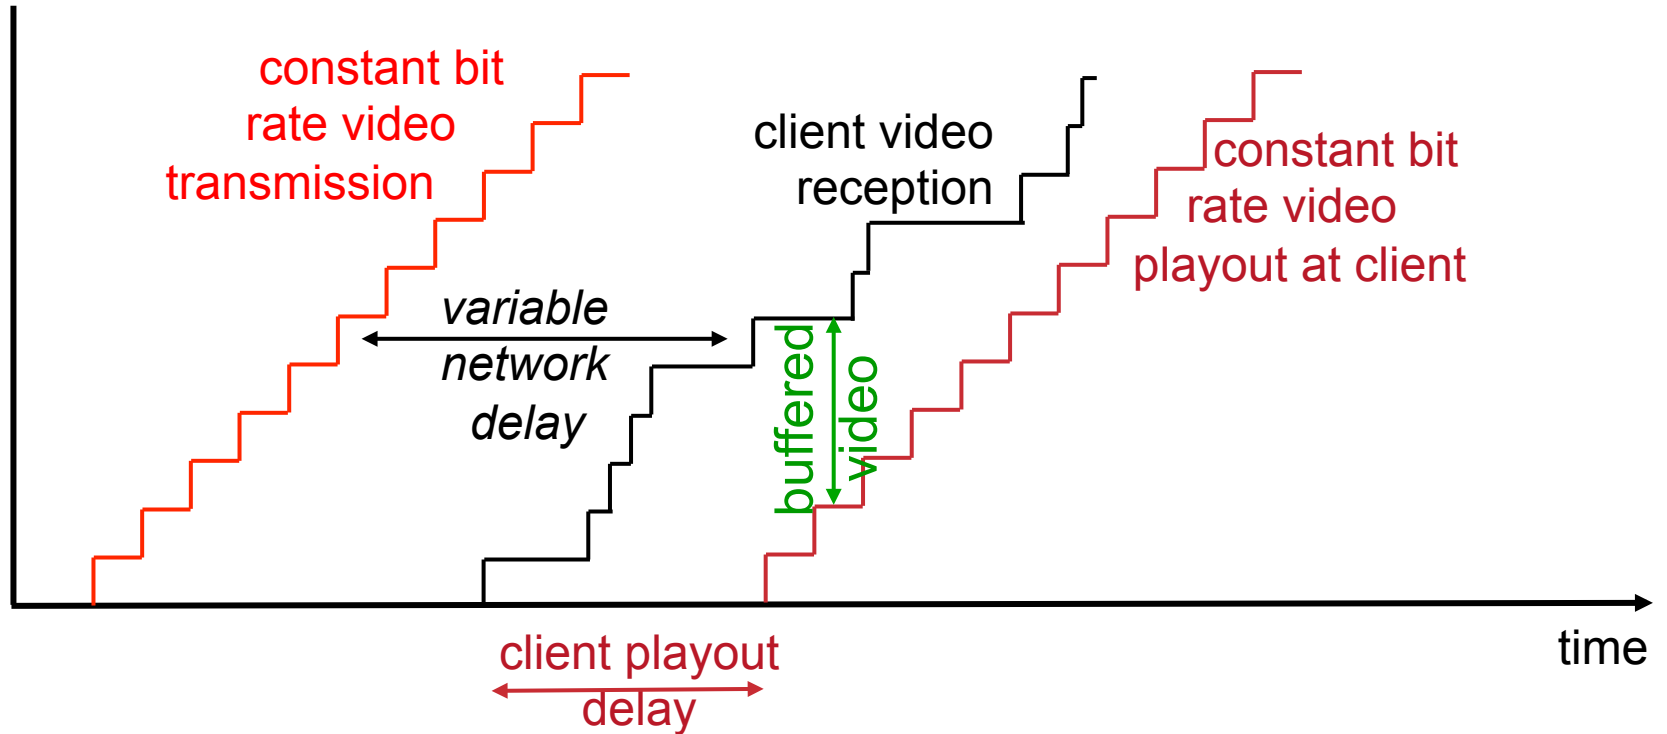 constant bit
rate video
transmission
client video
reception
constant bit
rate video
playout at client
variable
network
delay
buffered
video
time
client playout
delay